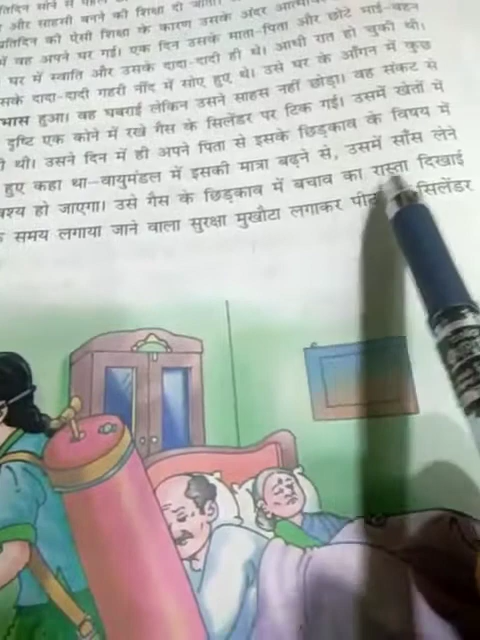 और साहसी बनने की शिक्षा दी जाती।
प्रतिदिन की ऐसी शिक्षा के कारण उसके अंदर
में वह अपने घर गई। एक दिन उसके माता-पिता और छोटे भाई-बहन
घर में स्वाति और उसके दादा-दादी ही थे। आधी रात हो चुकी थी।
सके दादा-दादी गहरी नींद में सोए हुए थे। उसे घर के आँगन में कुछ
भास हुआ। वह घबराई लेकिन उसने साहस नहीं छोड़ा। वह संकट में
दृष्टि एक कोने में रखे गैस के सिलेंडर पर टिक गई। उसमें खेतों में
थी। उसने दिन में ही अपने पिता से इसके छिड़काव के विषय में
हुए कहा था–वायुमंडल में इसकी मात्रा बढ़ने से, उसमें साँस लेने
वश्य हो जाएगा। उसे गैस के छिड़काव में बचाव का रास्ता दिखाई
समय लगाया जाने वाला सुरक्षा मुखौटा लगाकर सिलेंडर